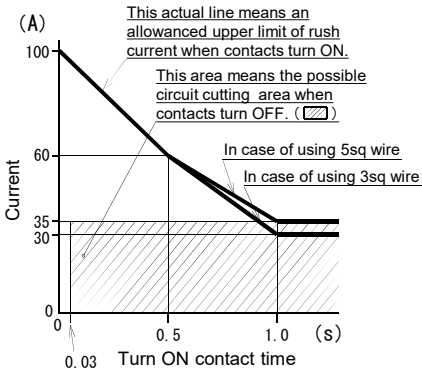 (A)
This actual line means an
allowanced upper limit of rush
current when contacts turn ON.
This area means the possible
circuit cutting area when
contacts turn OFF. ( )
In case of using 5sq wire
In case of using 3sq wire
Current
100
60
35
30
0
0
0.03
0.5
1.0
(s)
Turn ON contact time